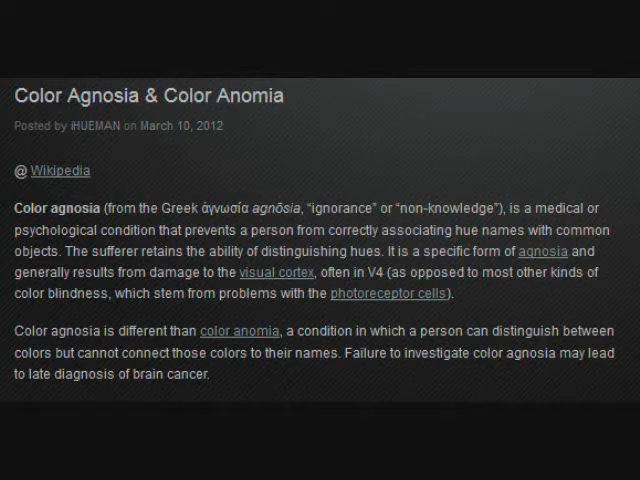 Color Agnosia & Color Anomia
Posted by iHUEMAN on March 10, 2012
@ Wikipedia
Color agnosia (from the Greek ἀγνωσία agnōsia, “ignorance” or “non-knowledge”), is a medical or
psychological condition that prevents a person from correctly associating hue names with common
objects. The sufferer retains the ability of distinguishing hues. It is a specific form of agnosia and
generally results from damage to the visual cortex, often in V4 (as opposed to most other kinds of
color blindness, which stem from problems with the photoreceptor cells).
Color agnosia is different than color anomia, a condition in which a person can distinguish between
colors but cannot connect those colors to their names. Failure to investigate color agnosia may lead
to late diagnosis of brain cancer.